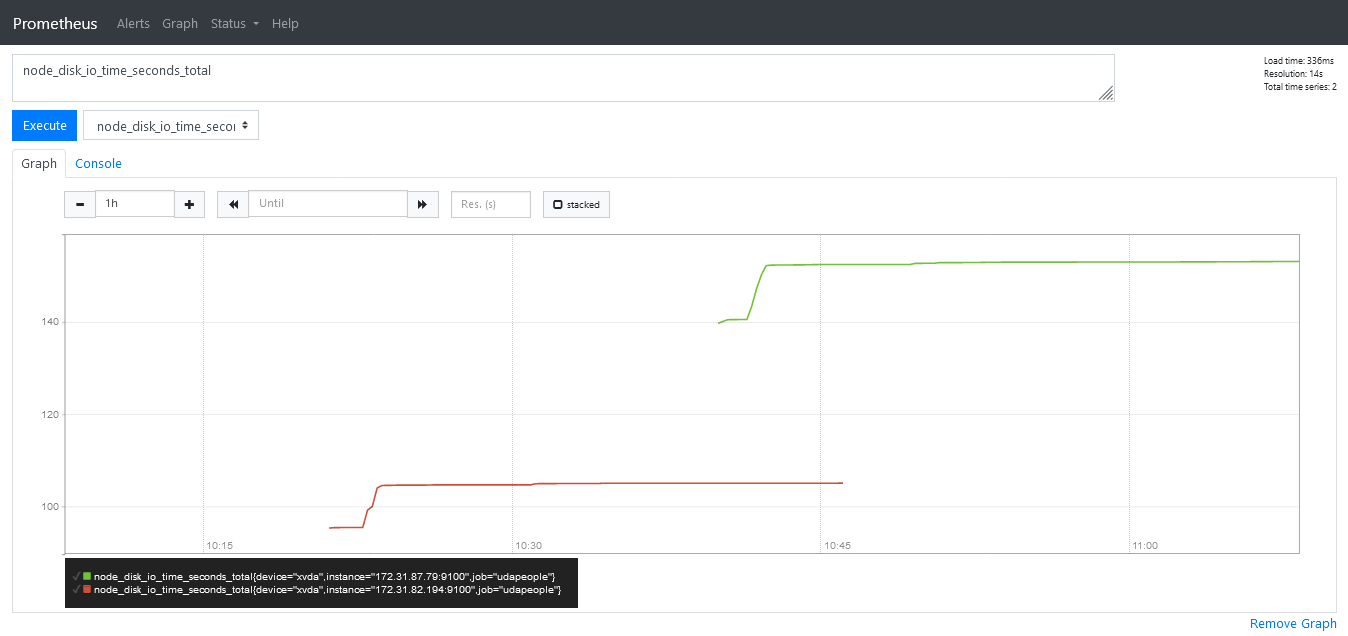 Prometheus Alerts Graph Status Help
node_disk_io_time_seconds_total
Load time: 336ms
Resolution: 14s
Total time series: 2
Execute node_disk_io_time_secon
Graph Console
1h Until Res. (s) stacked
140
120
100
10:15 10:30 10:45 11:00
node_disk_io_time_seconds_total{device="xvda",instance="172.31.87.79:9100",job="udapeople"}
node_disk_io_time_seconds_total{device="xvda",instance="172.31.82.194:9100",job="udapeople"}
Remove Graph